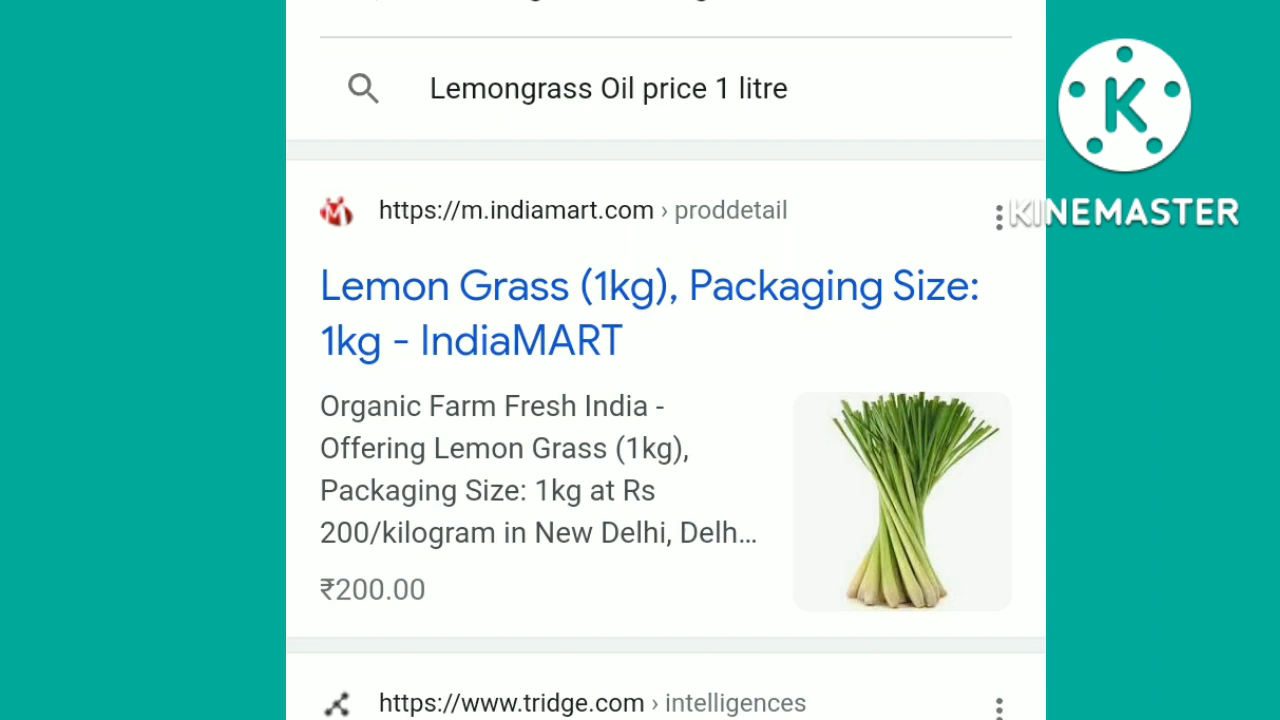 Lemongrass Oil price 1 litre
https://m.indiamart.com › proddetail
KINEMASTER
Lemon Grass (1kg), Packaging Size:
1kg - IndiaMART
Organic Farm Fresh India -
Offering Lemon Grass (1kg),
Packaging Size: 1kg at Rs
200/kilogram in New Delhi, Delh...
₹200.00
https://www.tridge.com › intelligences